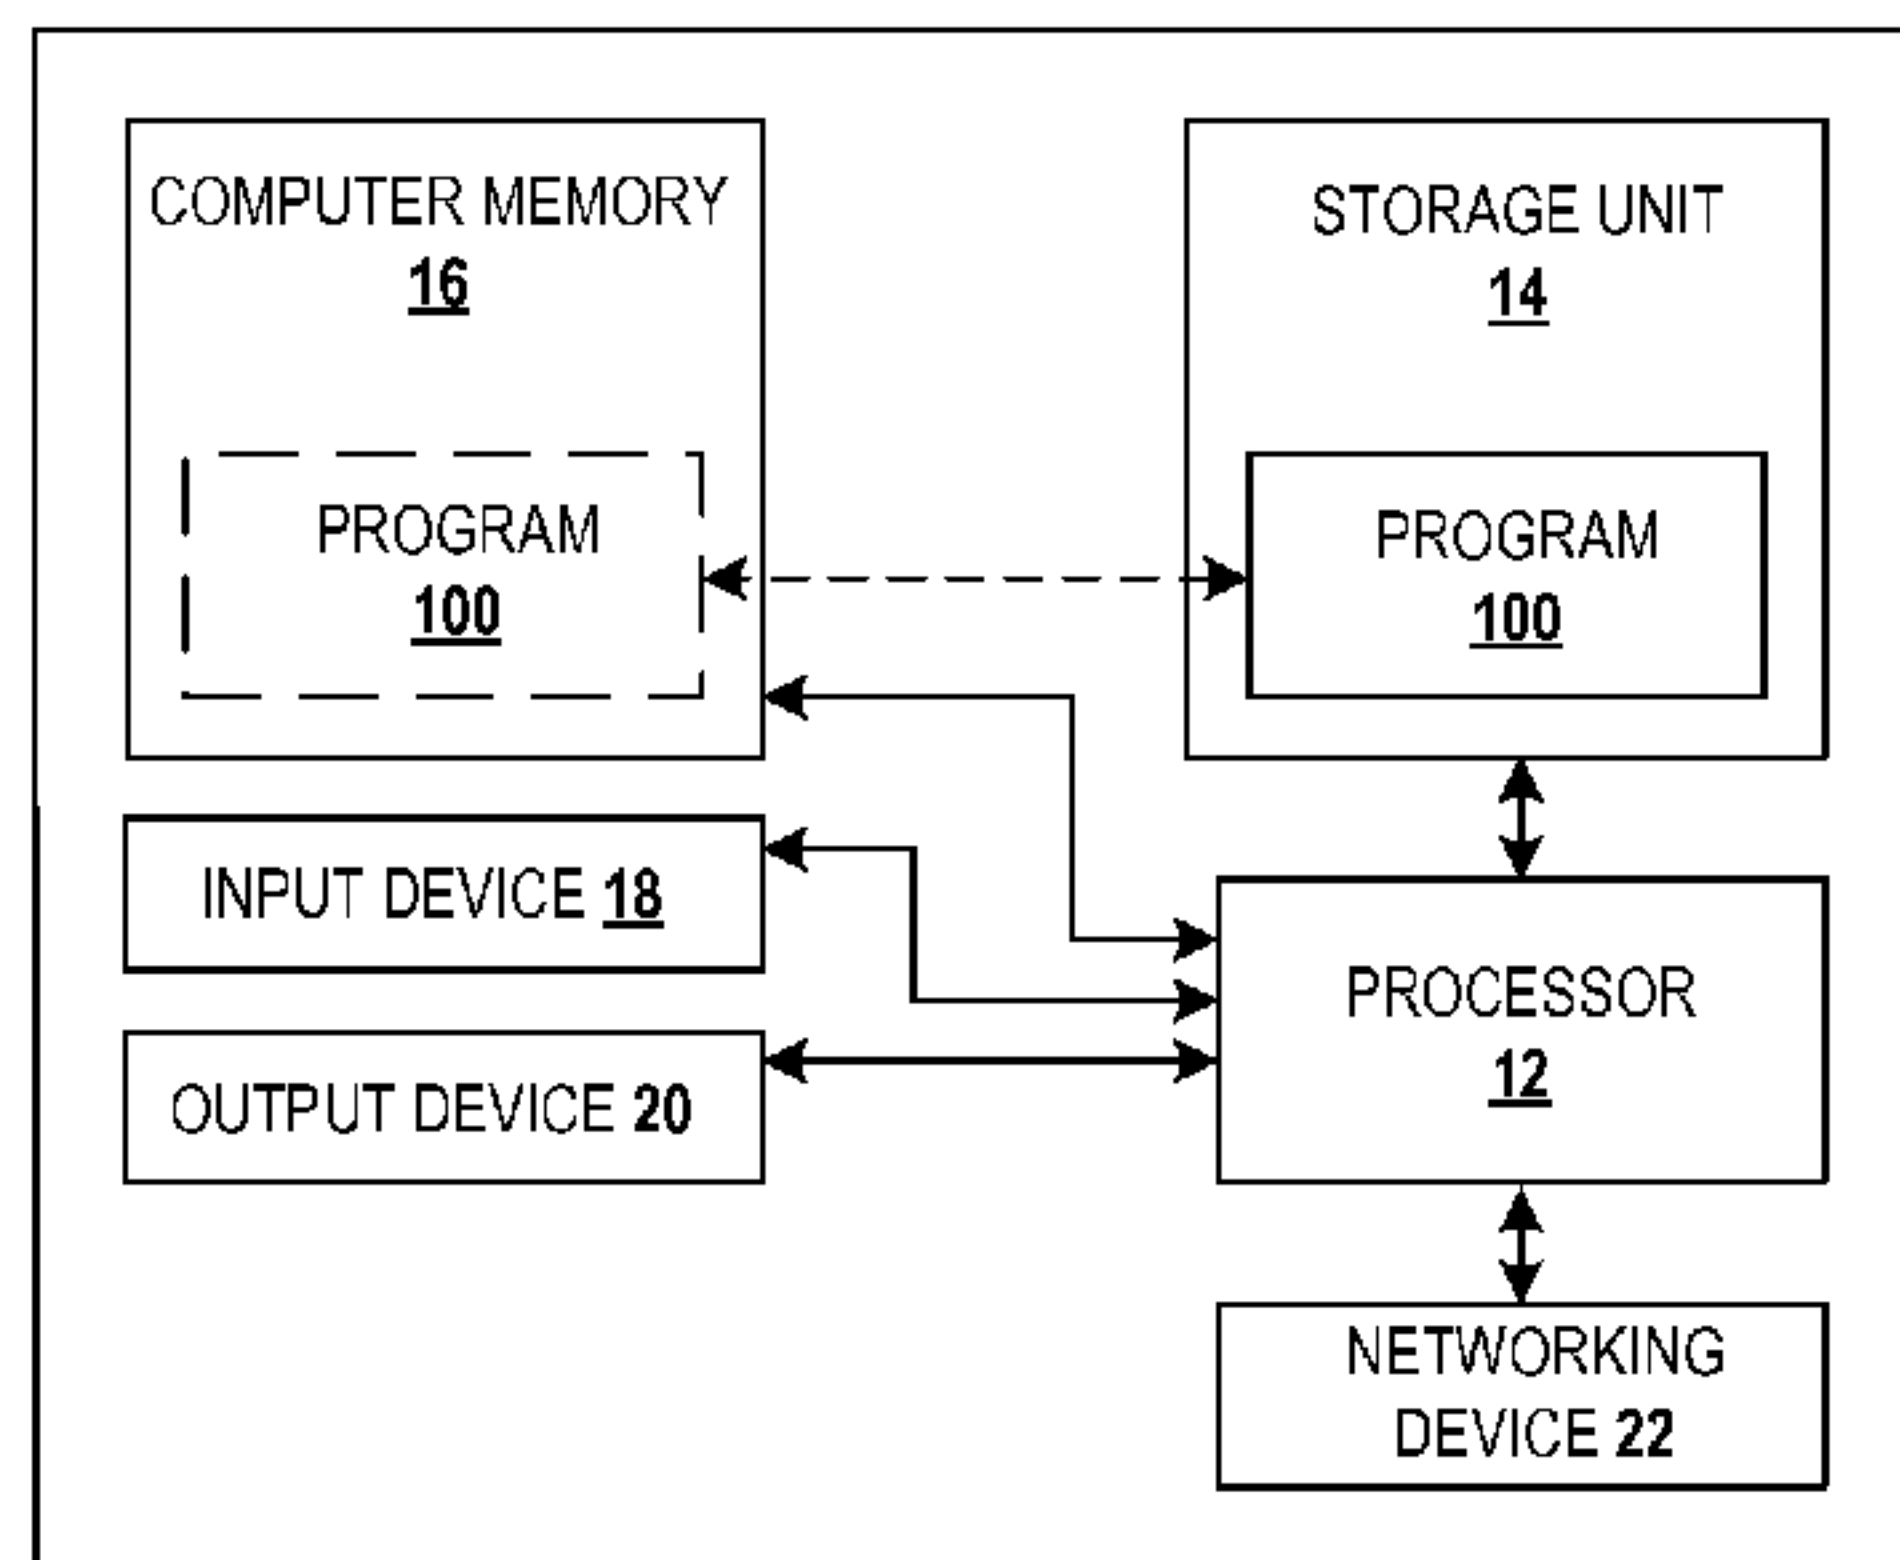 COMPUTER MEMORY
16
PROGRAM
100
STORAGE UNIT
14
PROGRAM
100
INPUT DEVICE 18
OUTPUT DEVICE 20
PROCESSOR
12
NETWORKING
DEVICE 22